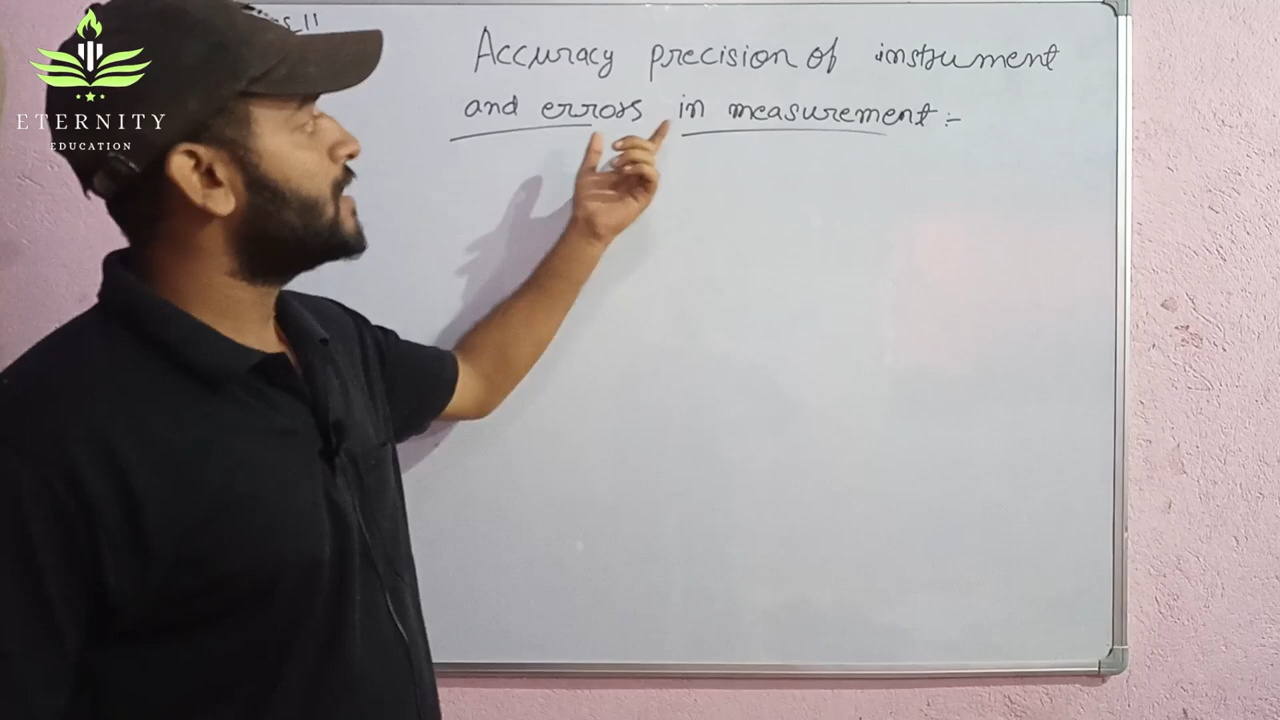 ETERNITY
EDUCATION
Accuracy precision of instrument
and errors in measurement :-